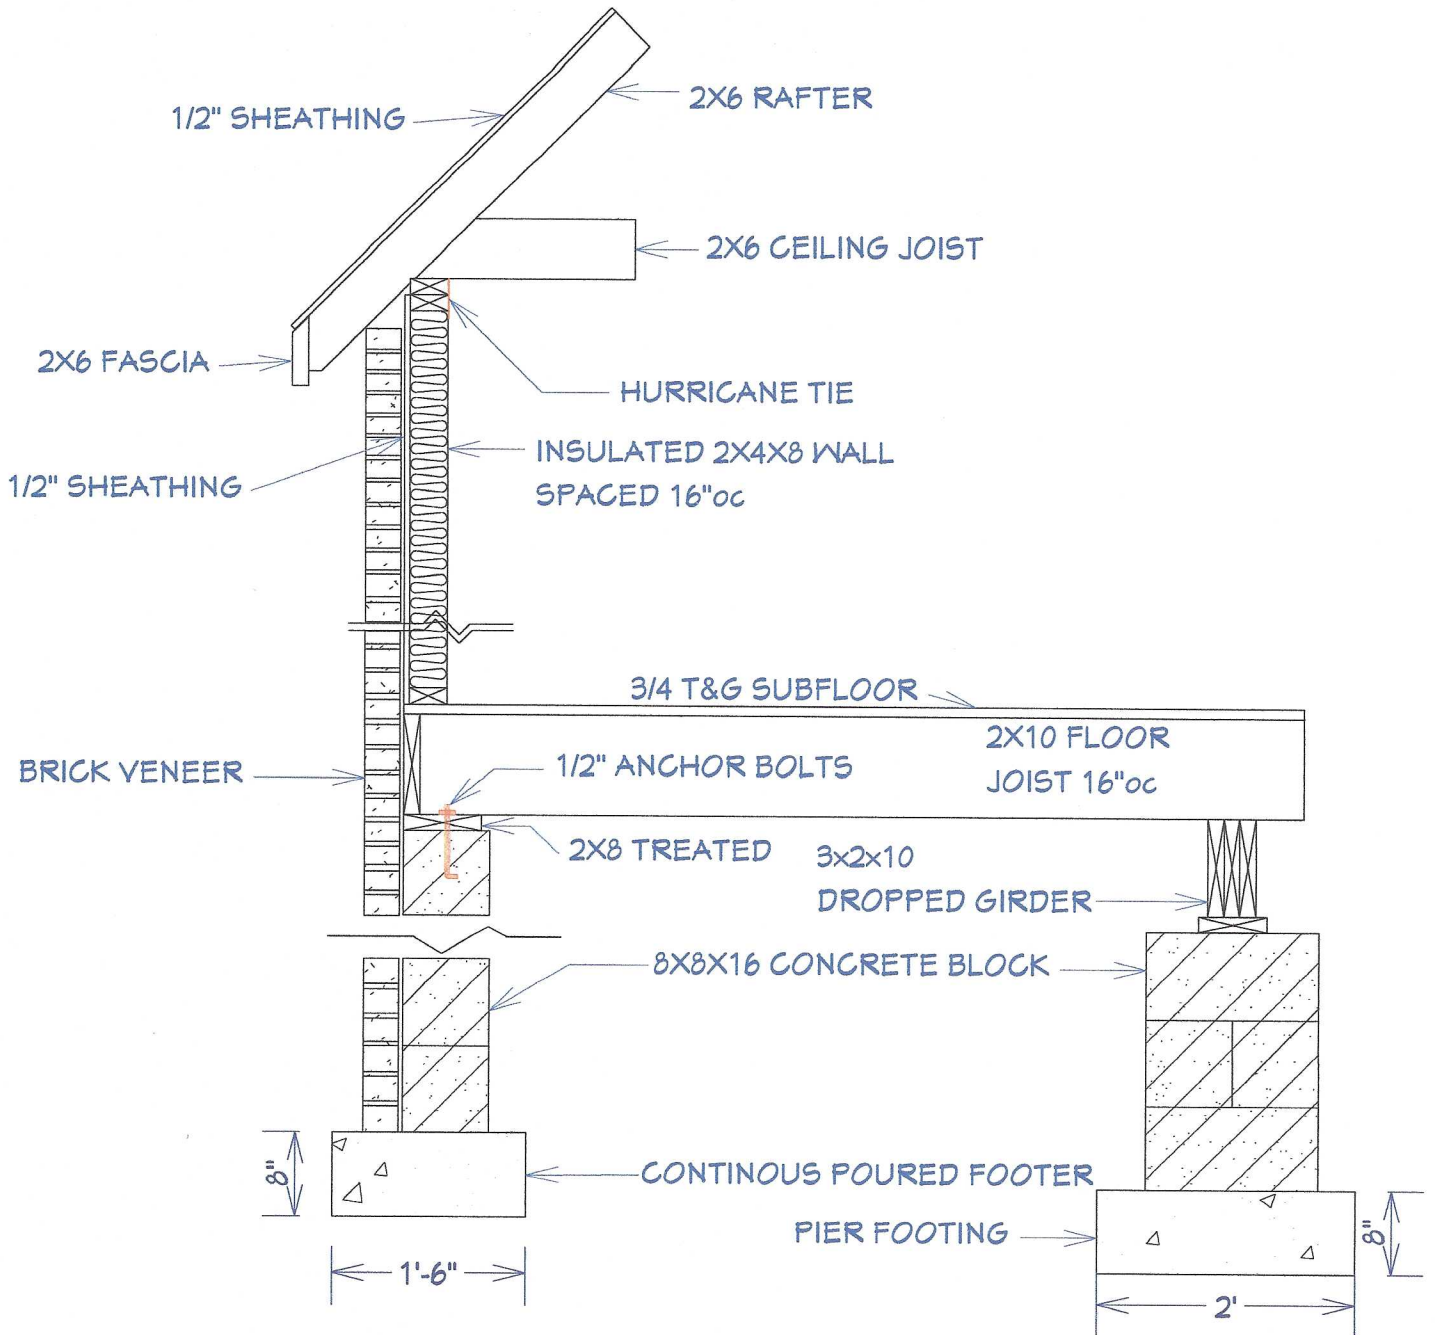 1/2" SHEATHING
2X6 RAFTER
2X6 CEILING JOIST
2X6 FASCIA
HURRICANE TIE
INSULATED 2X4X8 WALL
SPACED 16"oc
1/2" SHEATHING
3/4 T&G SUBFLOOR
2X10 FLOOR
JOIST 16"oc
BRICK VENEER
1/2" ANCHOR BOLTS
2X8 TREATED
3x2x10
DROPPED GIRDER
8X8X16 CONCRETE BLOCK
8"
CONTINOUS POURED FOOTER
PIER FOOTING
8"
1'-6"
2'